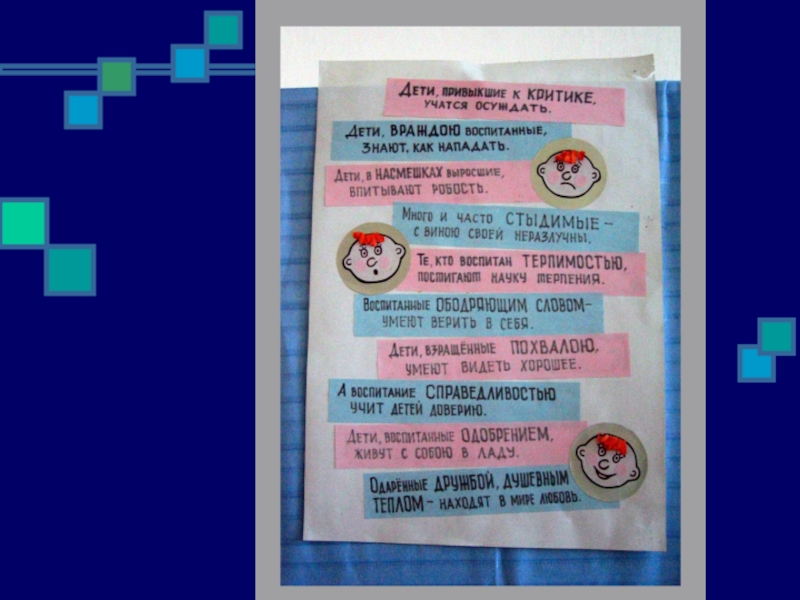 Дети, привыкшие к КРИТИКЕ,
учатся осуждать.
Дети, ВРАЖДОЮ воспитанные,
знают, как нападать.
Дети, в НАСМЕШКАХ выросшие,
впитывают робость.
Много и часто СТЫДИМЫЕ –
с виною своей неразлучны.
Те, кто воспитан ТЕРПИМОСТЬЮ,
постигают науку терпения.
Воспитанные ОБОДРЯЮЩИМ СЛОВОМ –
умеют верить в себя.
Дети, взращённые ПОХВАЛОЮ,
умеют видеть хорошее.
А воспитание СПРАВЕДЛИВОСТЬЮ
учит детей доверию.
Дети, воспитанные ОДОБРЕНИЕМ,
живут с собою в ладу.
Одарённые ДРУЖБОЙ, ДУШЕВНЫМ
ТЕПЛОМ – находят в мире любовь.